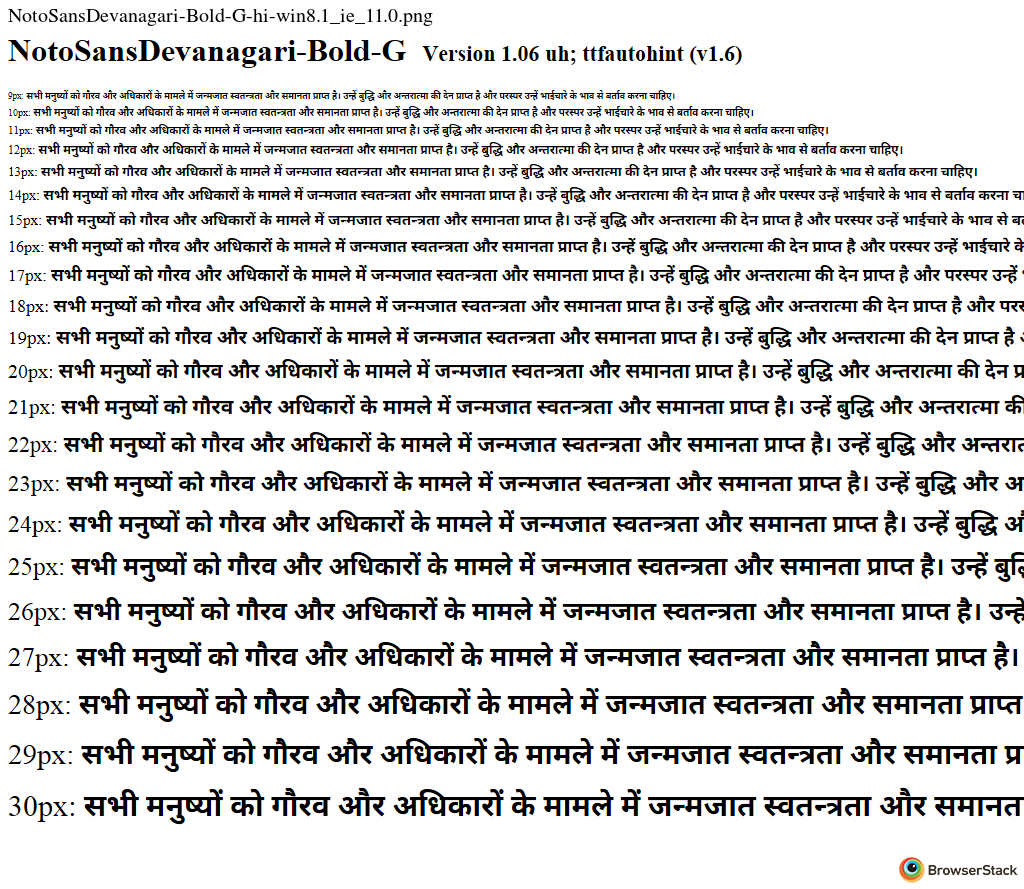 NotoSansDevanagari-Bold-G-hi-win8.1_ie_11.0.png
NotoSansDevanagari-Bold-G Version 1.06 uh; ttfautohint (v1.6)
9px: सभी मनुष्यों को गौरव और अधिकारों के मामले में जन्मजात स्वतन्त्रता और समानता प्राप्त है। उन्हें बुद्धि और अन्तरात्मा की देन प्राप्त है और परस्पर उन्हें भाईचारे के भाव से बर्ताव करना चाहिए।
10px: सभी मनुष्यों को गौरव और अधिकारों के मामले में जन्मजात स्वतन्त्रता और समानता प्राप्त है। उन्हें बुद्धि और अन्तरात्मा की देन प्राप्त है और परस्पर उन्हें भाईचारे के भाव से बर्ताव करना चाहिए।
11px: सभी मनुष्यों को गौरव और अधिकारों के मामले में जन्मजात स्वतन्त्रता और समानता प्राप्त है। उन्हें बुद्धि और अन्तरात्मा की देन प्राप्त है और परस्पर उन्हें भाईचारे के भाव से बर्ताव करना चाहिए।
12px: सभी मनुष्यों को गौरव और अधिकारों के मामले में जन्मजात स्वतन्त्रता और समानता प्राप्त है। उन्हें बुद्धि और अन्तरात्मा की देन प्राप्त है और परस्पर उन्हें भाईचारे के भाव से बर्ताव करना चाहिए।
13px: सभी मनुष्यों को गौरव और अधिकारों के मामले में जन्मजात स्वतन्त्रता और समानता प्राप्त है। उन्हें बुद्धि और अन्तरात्मा की देन प्राप्त है और परस्पर उन्हें भाईचारे के भाव से बर्ताव करना चाहिए।
14px: सभी मनुष्यों को गौरव और अधिकारों के मामले में जन्मजात स्वतन्त्रता और समानता प्राप्त है। उन्हें बुद्धि और अन्तरात्मा की देन प्राप्त है और परस्पर उन्हें भाईचारे के भाव से बर्ताव करना चा
15px: सभी मनुष्यों को गौरव और अधिकारों के मामले में जन्मजात स्वतन्त्रता और समानता प्राप्त है। उन्हें बुद्धि और अन्तरात्मा की देन प्राप्त है और परस्पर उन्हें भाईचारे के भाव से
16px: सभी मनुष्यों को गौरव और अधिकारों के मामले में जन्मजात स्वतन्त्रता और समानता प्राप्त है। उन्हें बुद्धि और अन्तरात्मा की देन प्राप्त है और परस्पर उन्हें भाईचारे के
17px: सभी मनुष्यों को गौरव और अधिकारों के मामले में जन्मजात स्वतन्त्रता और समानता प्राप्त है। उन्हें बुद्धि और अन्तरात्मा की देन प्राप्त है और परस्पर उन्हें
18px: सभी मनुष्यों को गौरव और अधिकारों के मामले में जन्मजात स्वतन्त्रता और समानता प्राप्त है। उन्हें बुद्धि और अन्तरात्मा की देन प्राप्त है और परस
19px: सभी मनुष्यों को गौरव और अधिकारों के मामले में जन्मजात स्वतन्त्रता और समानता प्राप्त है। उन्हें बुद्धि और अन्तरात्मा की देन प्राप्त है
20px: सभी मनुष्यों को गौरव और अधिकारों के मामले में जन्मजात स्वतन्त्रता और समानता प्राप्त है। उन्हें बुद्धि और अन्तरात्मा की देन प्र
21px: सभी मनुष्यों को गौरव और अधिकारों के मामले में जन्मजात स्वतन्त्रता और समानता प्राप्त है। उन्हें बुद्धि और अन्तरात्मा की
22px: सभी मनुष्यों को गौरव और अधिकारों के मामले में जन्मजात स्वतन्त्रता और समानता प्राप्त है। उन्हें बुद्धि और अन्तरात
23px: सभी मनुष्यों को गौरव और अधिकारों के मामले में जन्मजात स्वतन्त्रता और समानता प्राप्त है। उन्हें बुद्धि और अ
24px: सभी मनुष्यों को गौरव और अधिकारों के मामले में जन्मजात स्वतन्त्रता और समानता प्राप्त है। उन्हें बुद्धि औ
25px: सभी मनुष्यों को गौरव और अधिकारों के मामले में जन्मजात स्वतन्त्रता और समानता प्राप्त है। उन्हें
26px: सभी मनुष्यों को गौरव और अधिकारों के मामले में जन्मजात स्वतन्त्रता और समानता प्राप्त है। उन्हे
27px: सभी मनुष्यों को गौरव और अधिकारों के मामले में जन्मजात स्वतन्त्रता और समानता प्राप्त है।
28px: सभी मनुष्यों को गौरव और अधिकारों के मामले में जन्मजात स्वतन्त्रता और समानता प्राप्त
29px: सभी मनुष्यों को गौरव और अधिकारों के मामले में जन्मजात स्वतन्त्रता और समानता प्र
30px: सभी मनुष्यों को गौरव और अधिकारों के मामले में जन्मजात स्वतन्त्रता और समानता
BrowserStack